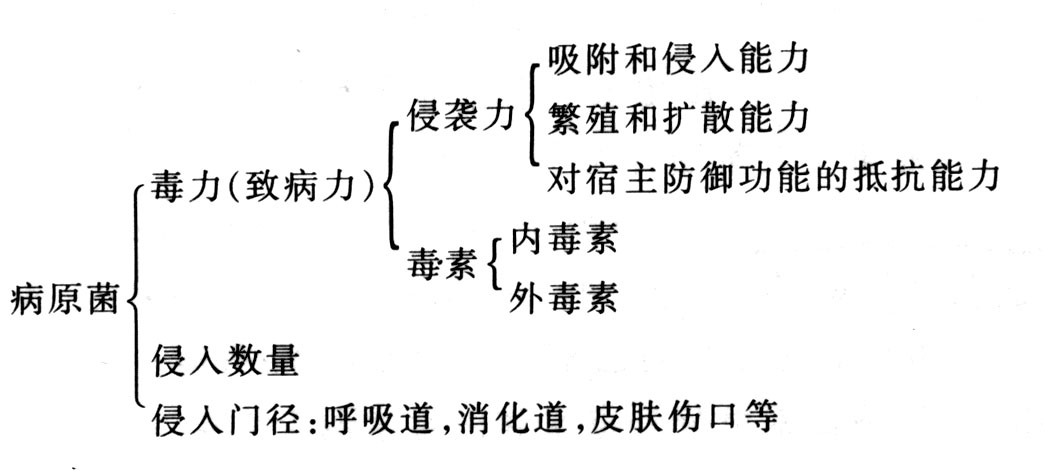 吸附和侵入能力
侵袭力
繁殖和扩散能力
毒力(致病力)
对宿主防御功能的抵抗能力
内毒素
毒素
外毒素
病原菌
侵入数量
侵入门径:呼吸道,消化道,皮肤伤口等